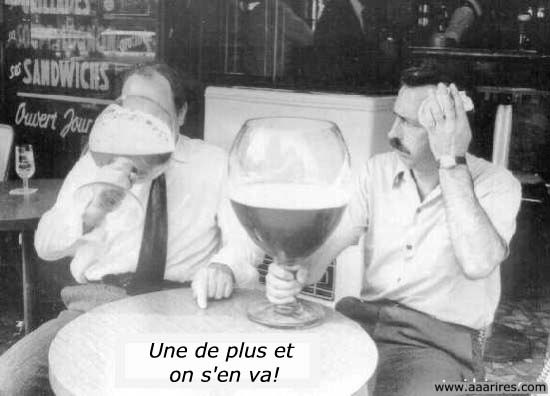 SANDWICHS
Ouvert Jour
Une de plus et
on s'en va!
www.aaarires.com